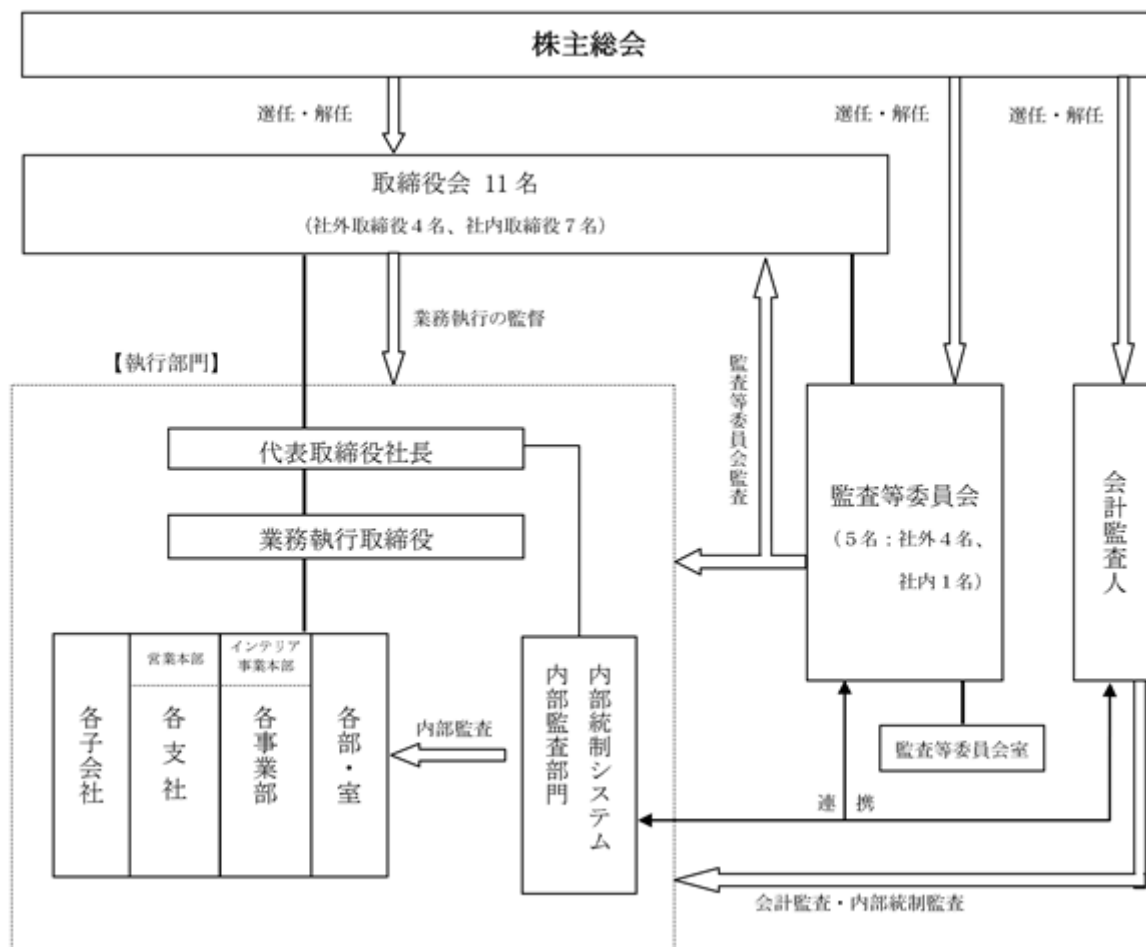 株主総会
選任・解任
選任・解任
選任・解任
取締役会 11名
（社外取締役４名、社内取締役７名）
業務執行の監督
【執行部門】
監査等委員会監査
代表取締役社長
業務執行取締役
監査等委員会
（５名：社外４名、
社内１名）
会計監査人
営業本部
インテリア
事業本部
各子会社
各支社
各事業部
各部・室
内部監査
内部統制システム
内部監査部門
監査等委員会室
連携
会計監査・内部統制監査